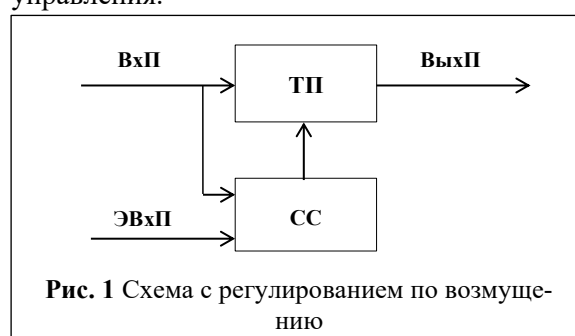 управления.
ВхП
ТП
ВыхП
ЭВхП
СС
Рис. 1 Схема с регулированием по возмуще-
нию